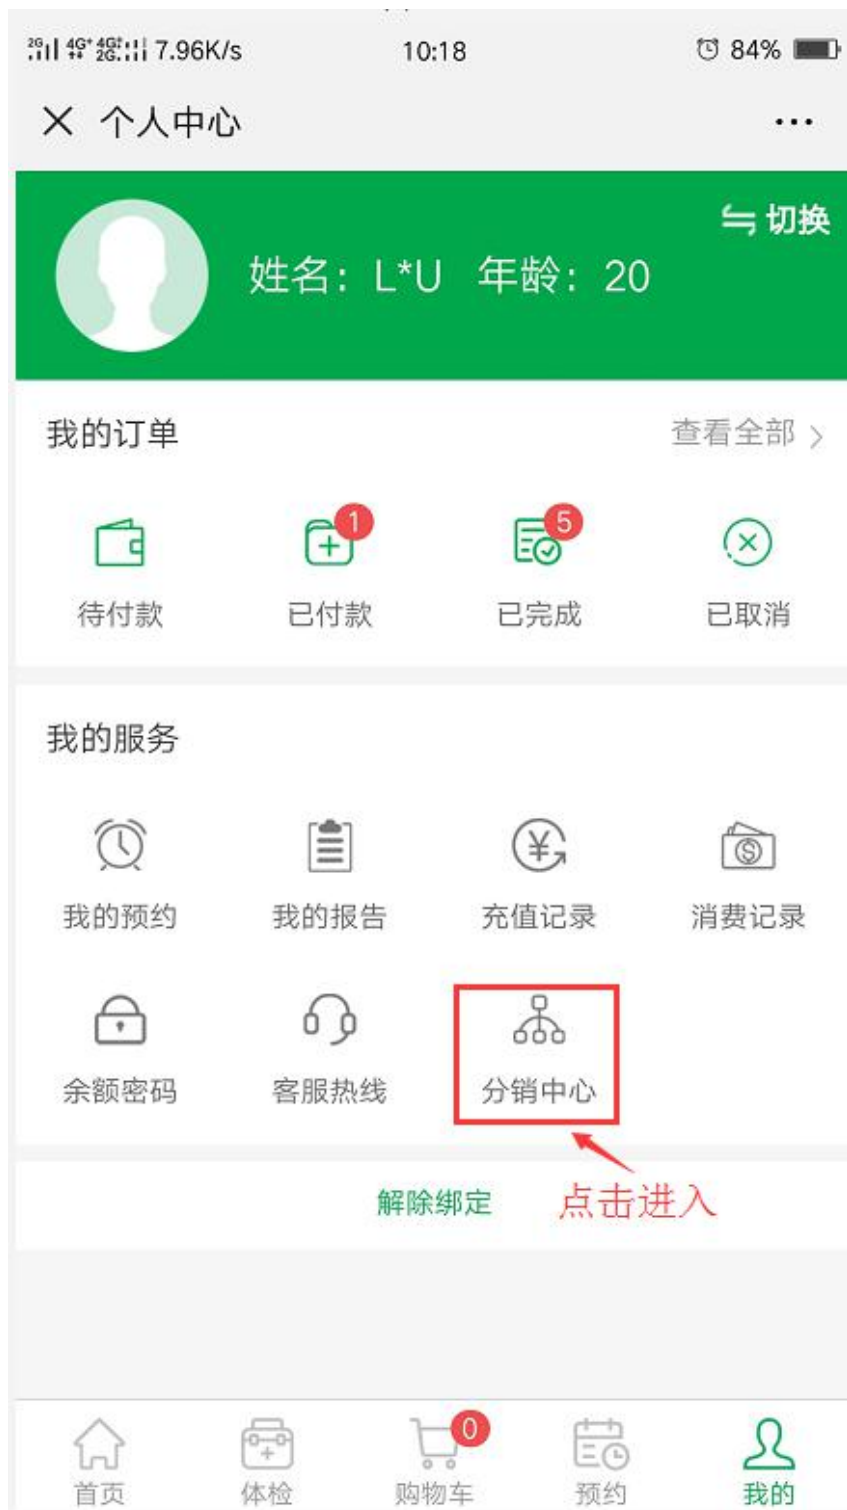 2G 4G+ 4G+ 2G 7.96K/s 10:18 84%
个人中心 ...
切换
姓名: L*U 年龄: 20
我的订单 查看全部 >
1 5
待付款 已付款 已完成 已取消
我的服务
我的预约 我的报告 充值记录 消费记录
余额密码 客服热线 分销中心
解除绑定 点击进入
0
首页 体检 购物车 预约 我的